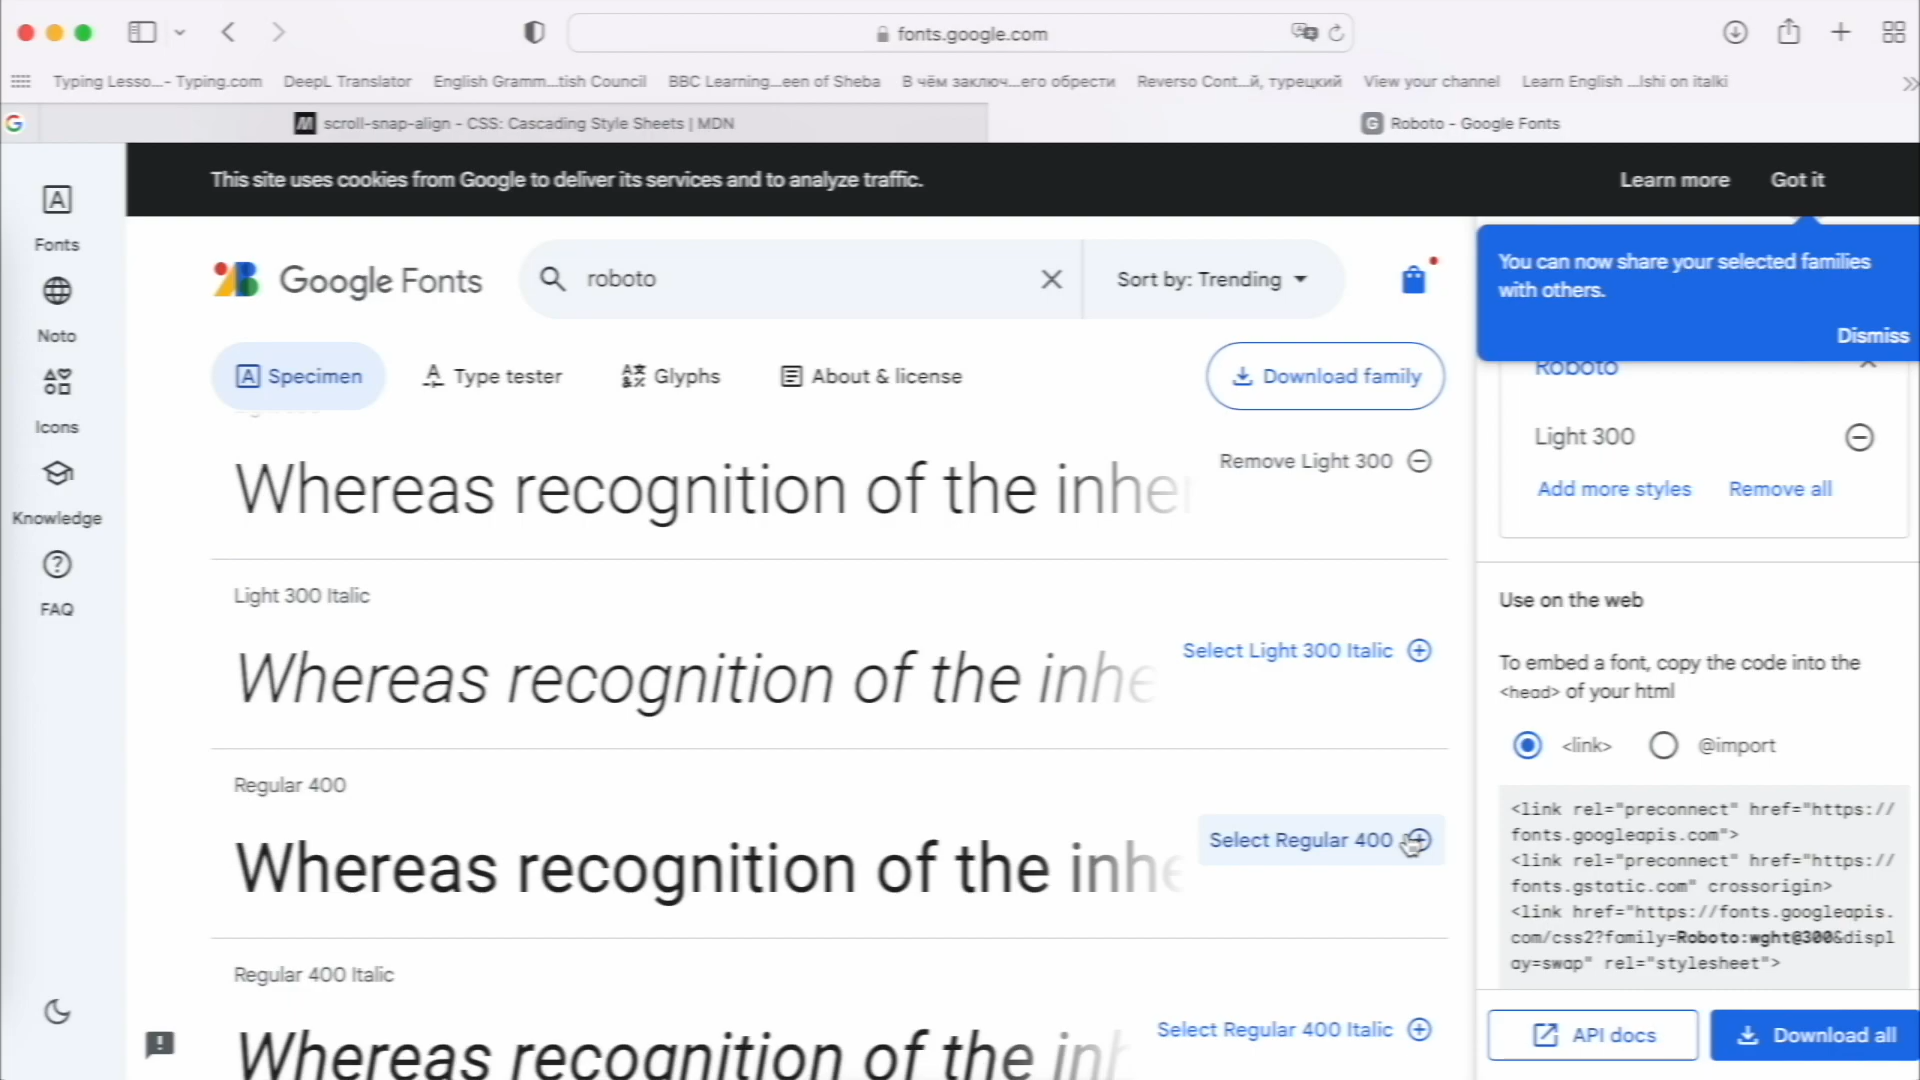 fonts.google.com
Typing Lesso...- Typing.com
DeepL Translator
English Gramm...tish Council
BBC Learning...een of Sheba
В чём заключ...его обрести
Reverso Cont...й, турецкий
View your channel
Learn English ...lshi on italki
scroll-snap-align - CSS: Cascading Style Sheets | MDN
Roboto - Google Fonts
This site uses cookies from Google to deliver its services and to analyze traffic.
Learn more
Got it
Fonts
Noto
Icons
Knowledge
FAQ
Google Fonts
roboto
Sort by: Trending
Specimen
Type tester
Glyphs
About & license
Download family
Whereas recognition of the inhe
Remove Light 300
Light 300 Italic
Whereas recognition of the inhe
Select Light 300 Italic
Regular 400
Whereas recognition of the inhe
Select Regular 400
Regular 400 Italic
Whereas recognition of the inh
Select Regular 400 Italic
You can now share your selected families
with others.
Dismiss
Roboto
Light 300
Add more styles
Remove all
Use on the web
To embed a font, copy the code into the
<head> of your html
<link>
@import
<link rel="preconnect" href="https://
fonts.googleapis.com">
<link rel="preconnect" href="https://
fonts.gstatic.com" crossorigin>
<link href="https://fonts.googleapis.
com/css2?family=Roboto:wght@300&displ
ay=swap" rel="stylesheet">
API docs
Download all